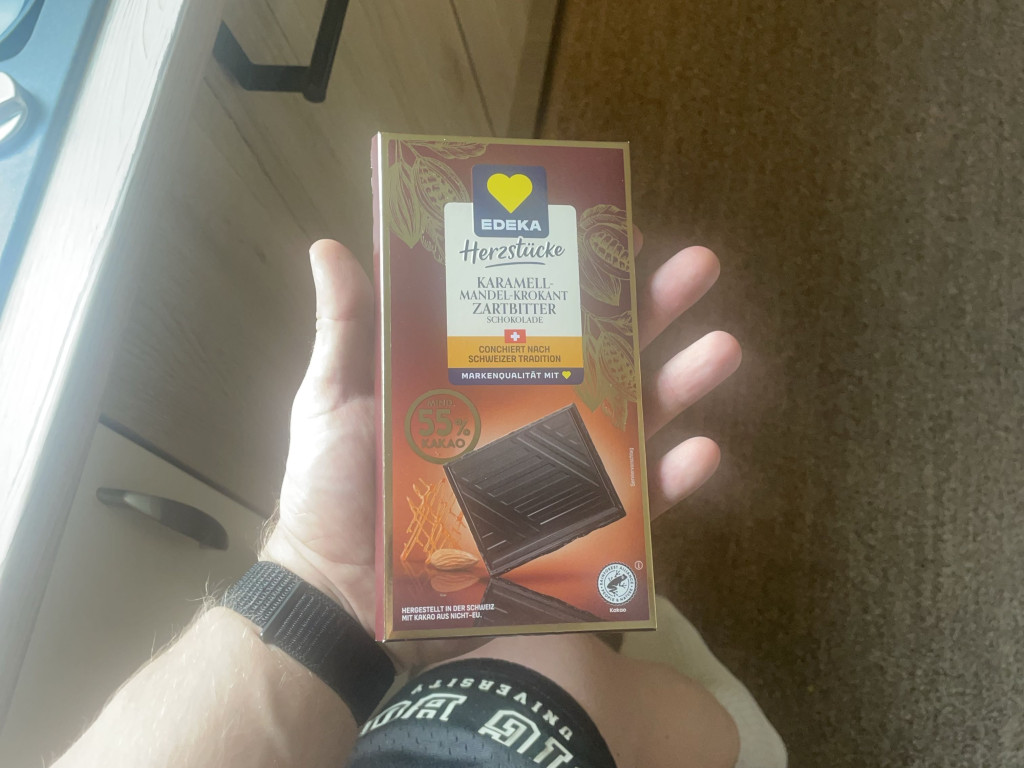 EDEKA
Herzstücke
KARAMELL-
MANDEL-KROKANT
ZARTBITTER
SCHOKOLADE
CONCHIERT NACH
SCHWEIZER TRADITION
MARKENQUALITÄT MIT
55%
KAKAO
HERGESTELLT IN DER SCHWEIZ
MIT KAKAO AUS NICHT-EU.
Kakao
UNIVERSITY